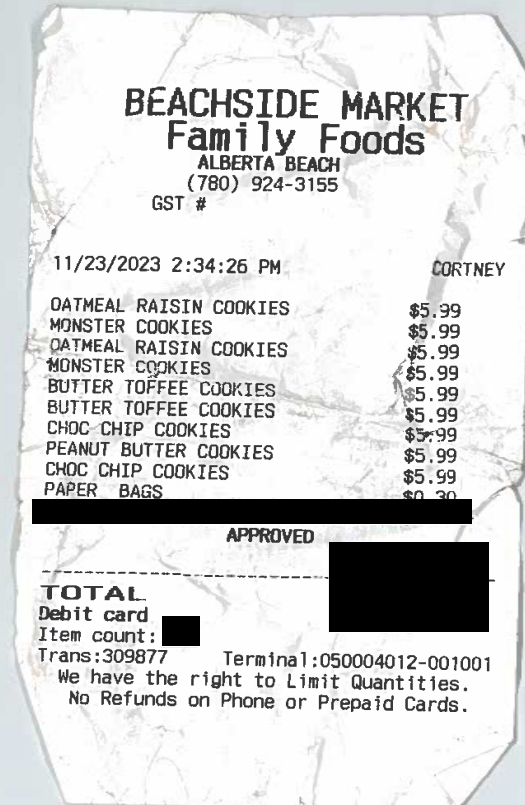 BEACHSIDE MARKET
Family Foods
ALBERTA BEACH
(780) 924-3155
GST #
11/23/2023 2:34:26 PM CORTNEY
OATMEAL RAISIN COOKIES $5.99
MONSTER COOKIES $5.99
OATMEAL RAISIN COOKIES $5.99
MONSTER COOKIES $5.99
BUTTER TOFFEE COOKIES $5.99
BUTTER TOFFEE COOKIES $5.99
CHOC CHIP COOKIES $5.99
PEANUT BUTTER COOKIES $5.99
CHOC CHIP COOKIES $5.99
PAPER BAGS $0.30
APPROVED
TOTAL
Debit card
Item count:
Trans:309877 Terminal:050004012-001001
We have the right to Limit Quantities.
No Refunds on Phone or Prepaid Cards.